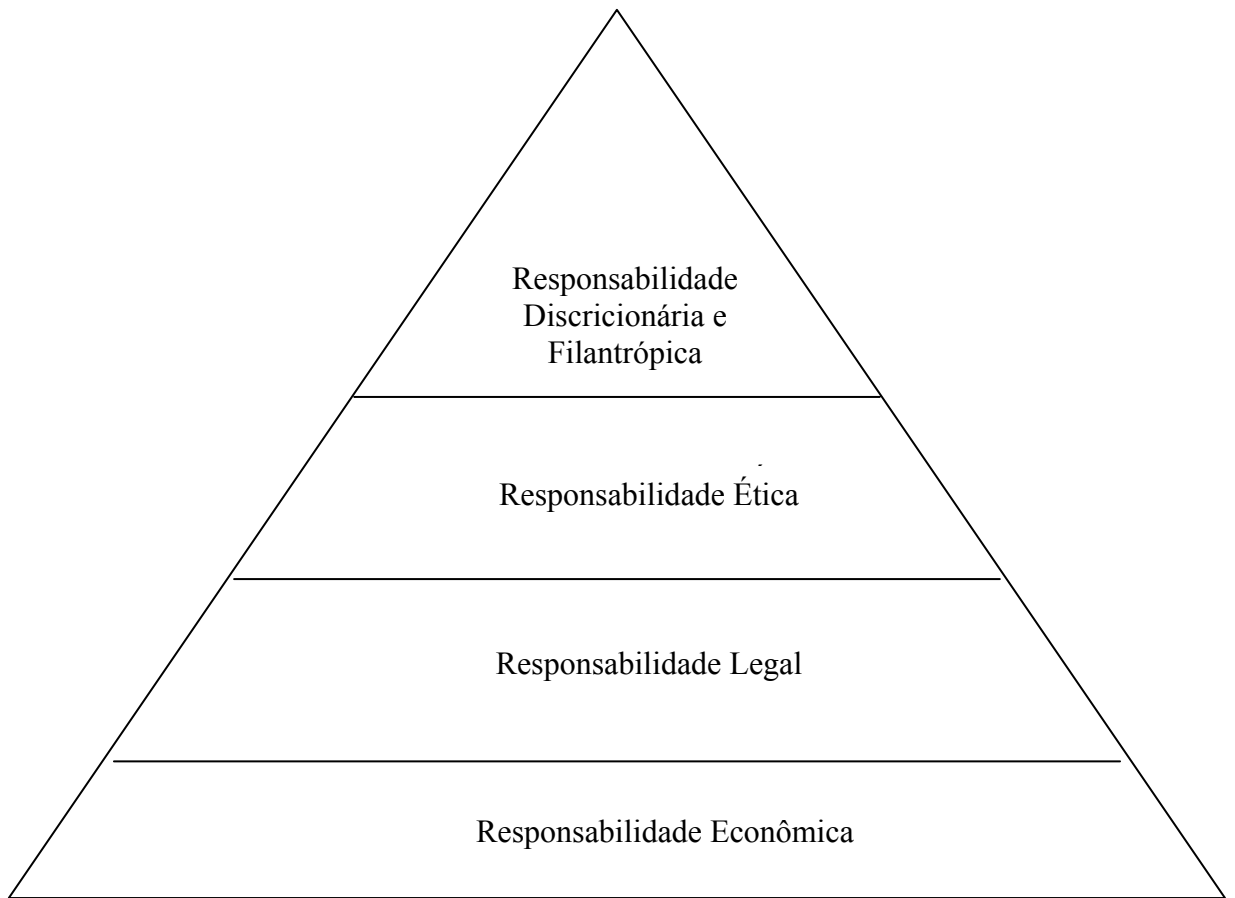 Responsabilidade
Discricionária e
Filantrópica
Responsabilidade Ética
Responsabilidade Legal
Responsabilidade Econômica